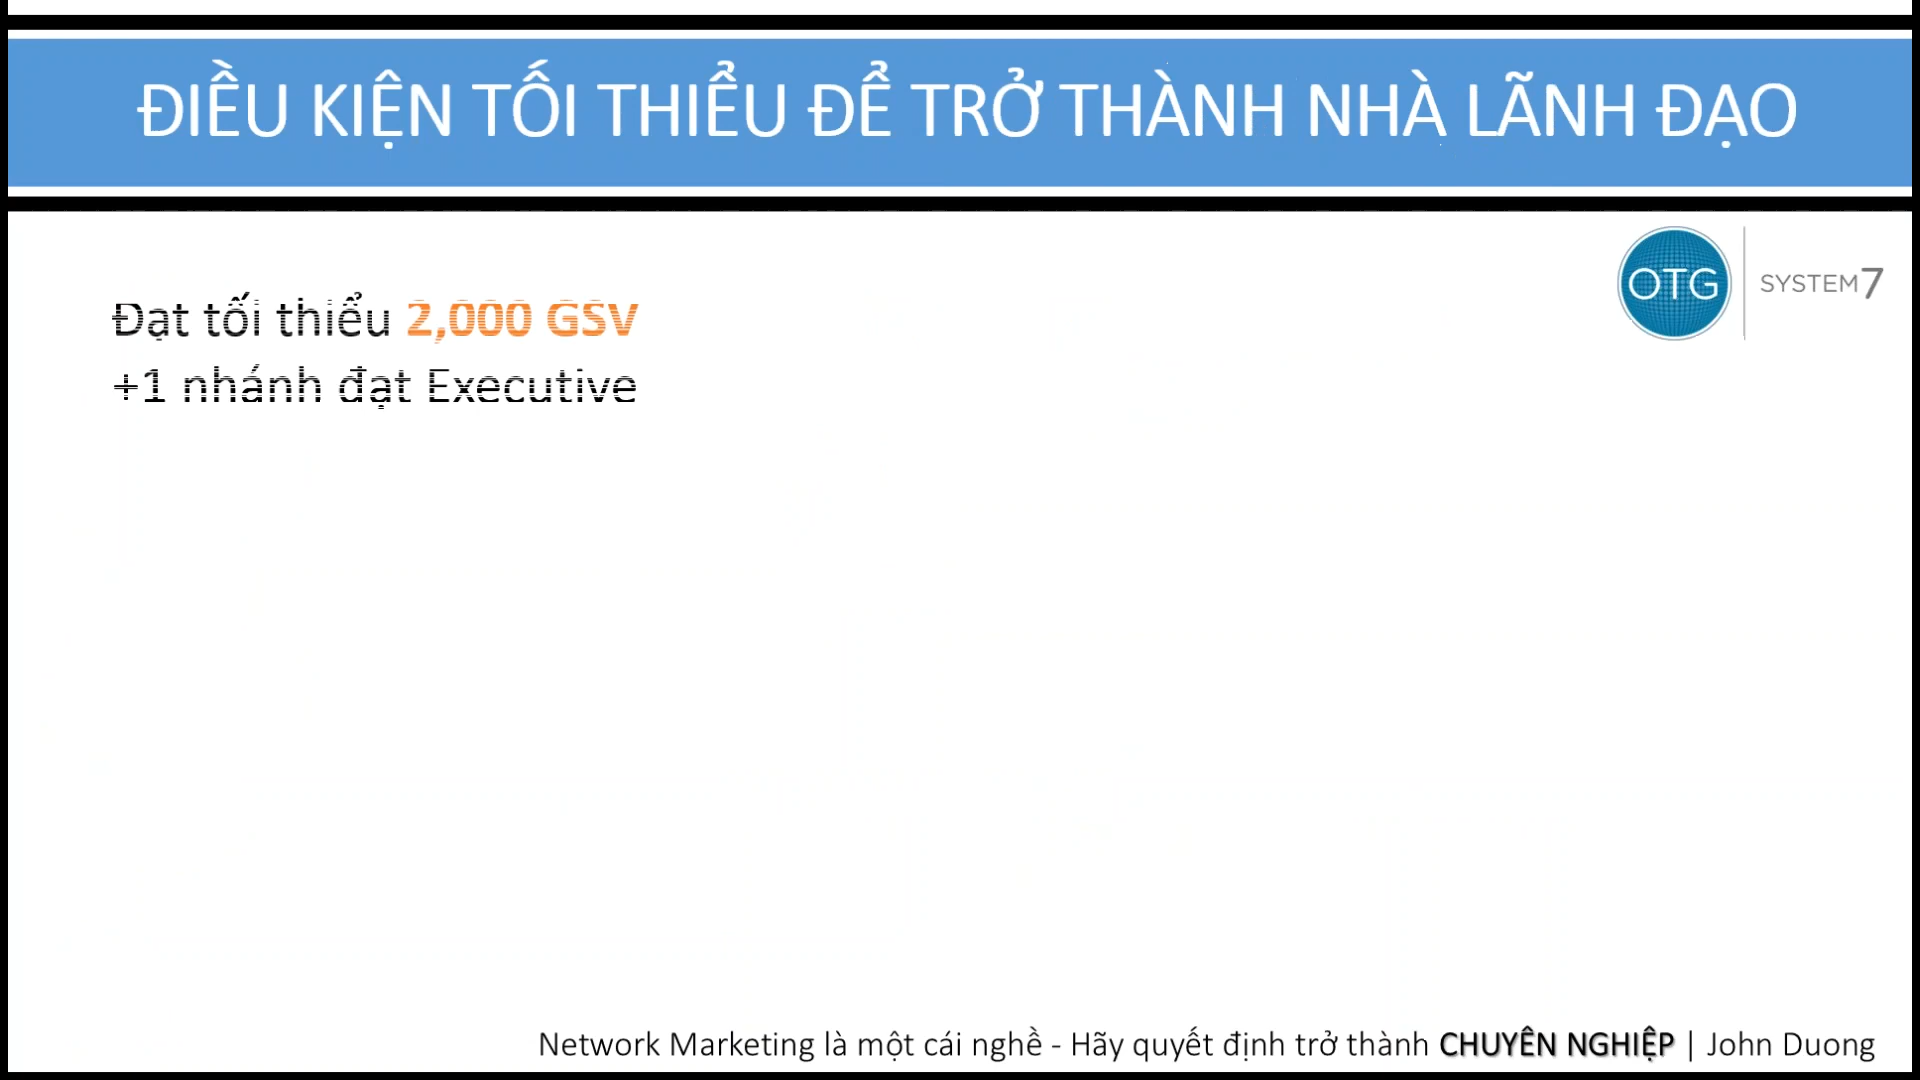 ĐIỀU KIỆN TỐI THIỂU ĐỂ TRỞ THÀNH NHÀ LÃNH ĐẠO
OTG SYSTEM7
Đạt tối thiểu 2,000 GSV
+1 nhánh đạt Executive
Network Marketing là một cái nghề - Hãy quyết định trở thành CHUYÊN NGHIỆP | John Duong